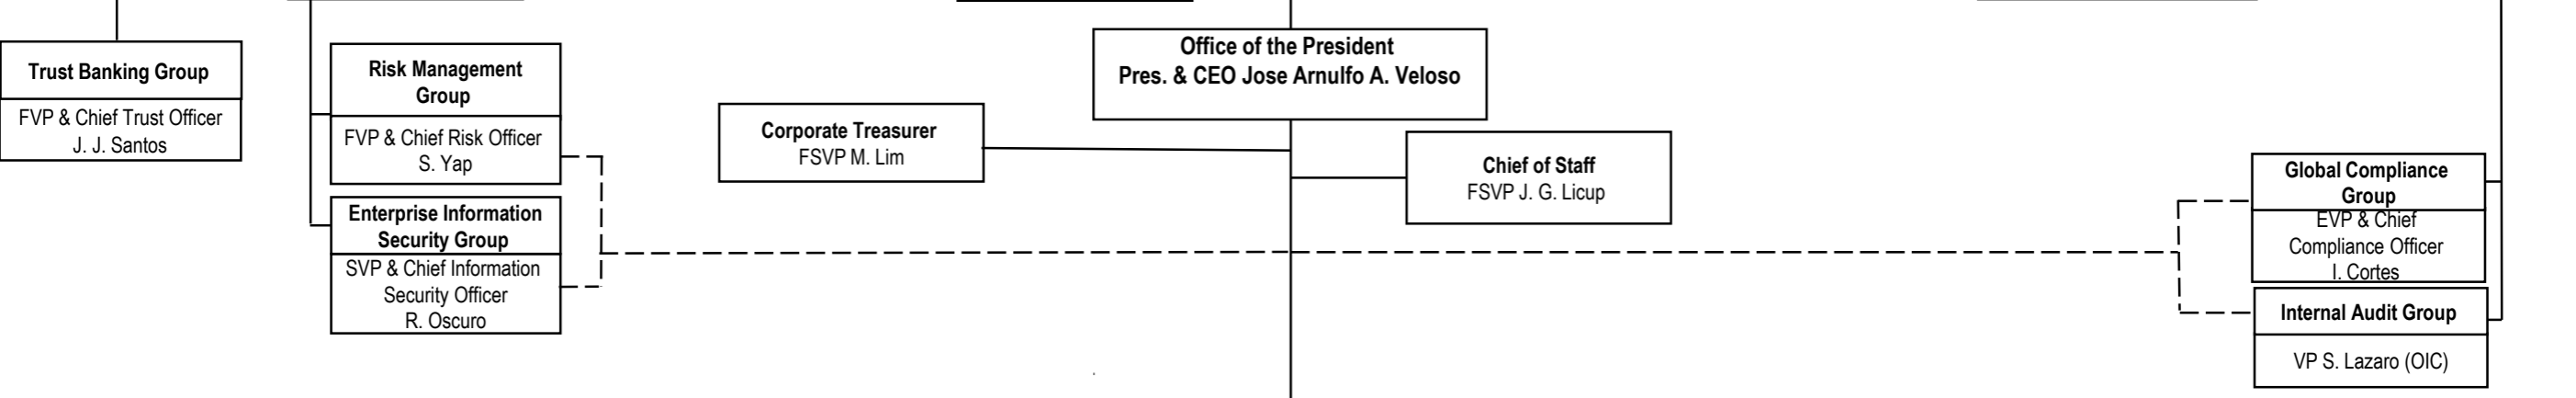 Trust Banking Group
FVP & Chief Trust Officer
J. J. Santos
Risk Management
Group
FVP & Chief Risk Officer
S. Yap
Enterprise Information
Security Group
SVP & Chief Information
Security Officer
R. Oscuro
Office of the President
Pres. & CEO Jose Arnulfo A. Veloso
Corporate Treasurer
FSVP M. Lim
Chief of Staff
FSVP J. G. Licup
Global Compliance
Group
EVP & Chief
Compliance Officer
I. Cortes
Internal Audit Group
VP S. Lazaro (OIC)